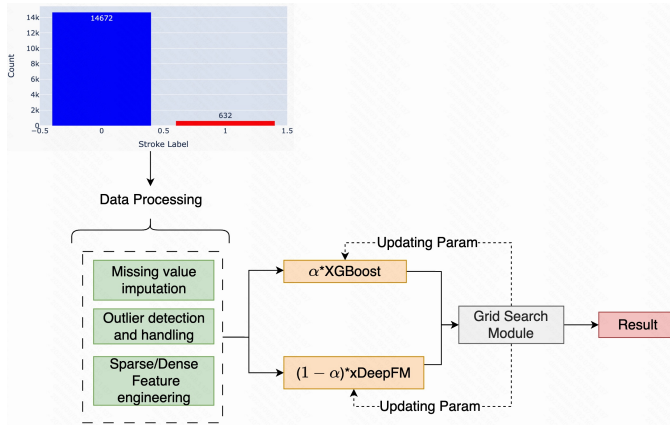 14k
12k
10k
8k
6k
4k
2k
0
Count
14672
632
−0.5
0
0.5
1
1.5
Stroke Label
Data Processing
Missing value
imputation
Outlier detection
and handling
Sparse/Dense
Feature
engineering
Updating Param
α*XGBoost
(1 − α)*xDeepFM
Updating Param
Grid Search
Module
Result